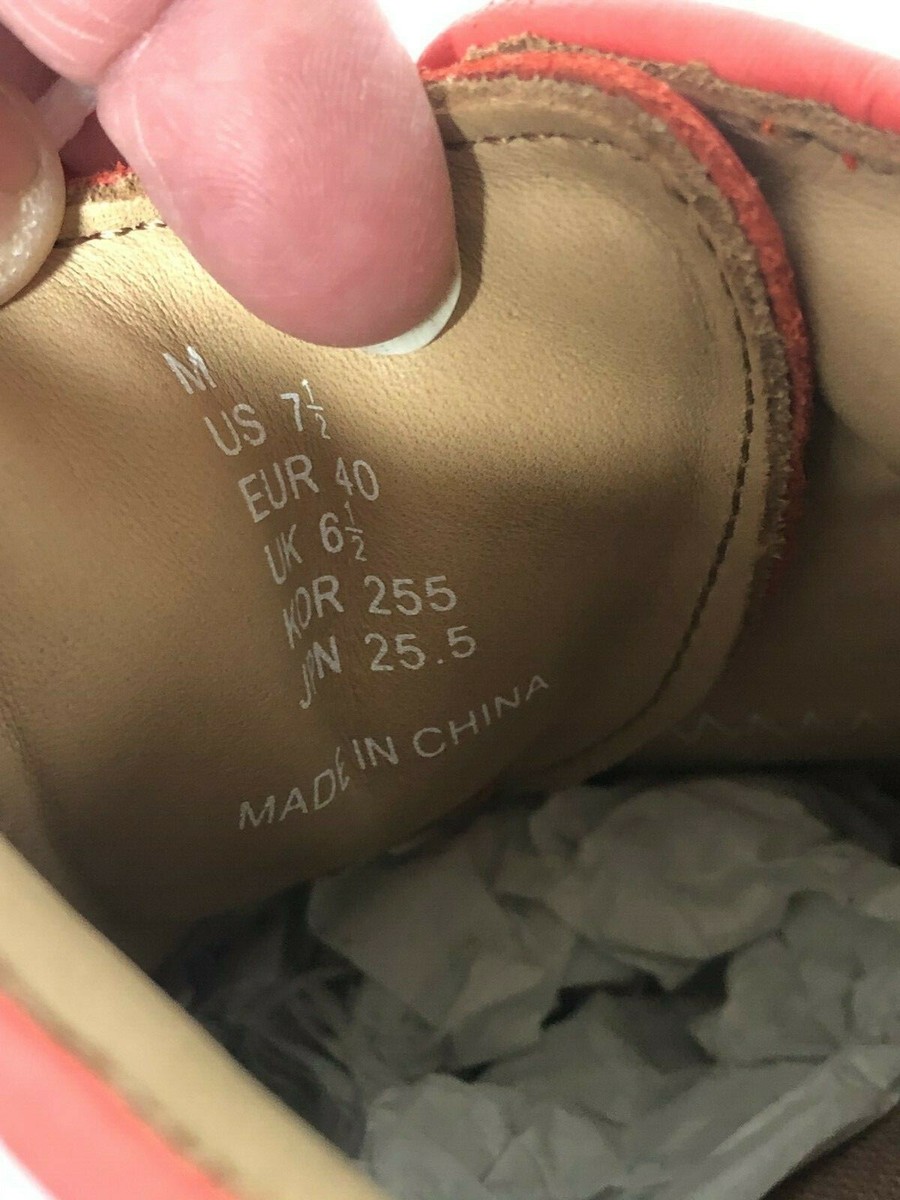 M
US 7½
EUR 40
UK 6½
KOR 255
JPN 25.5
MADE IN CHINA